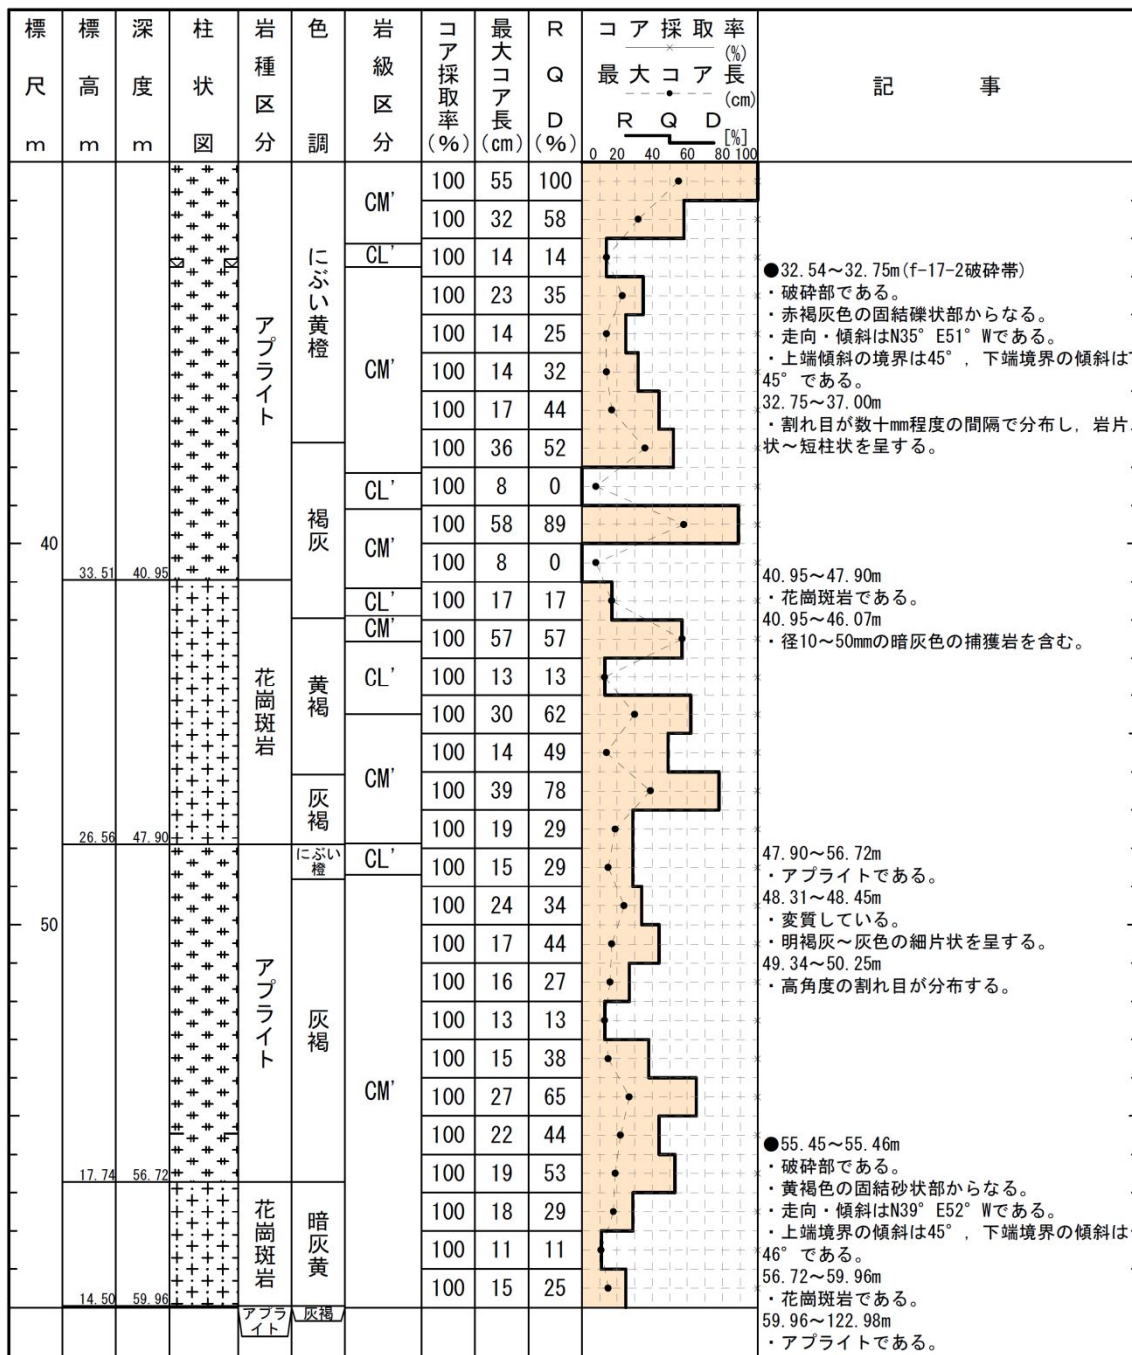 標尺m
標高m
深度m
柱状図
岩種区分
色調
岩級区分
コア採取率(%)
最大コア長(cm)
RQD(%)
コア採取率
(%)
最大コア長
(cm)
RQD
[%]
0 20 40 60 80 100
記事
100 55 100
100 32 58
100 14 14
100 23 35
100 14 25
100 14 32
100 17 44
100 36 52
100 8 0
100 58 89
100 8 0
100 17 17
100 57 57
100 13 13
100 30 62
100 14 49
100 39 78
100 19 29
100 15 29
100 24 34
100 17 44
100 16 27
100 13 13
100 15 38
100 27 65
100 22 44
100 19 53
100 18 29
100 11 11
100 15 25
40
50
33.51 40.95
26.56 47.90
17.74 56.72
14.50 59.96
アプライト
花崗斑岩
アプライト
花崗斑岩
アプラ
イト
にぶい黄橙
褐灰
黄褐
灰褐
にぶい
橙
灰褐
暗灰黄
灰褐
CM'
CL'
CM'
CL'
CM'
CL'
CM'
CL'
CM'
CL'
CM'
●32.54～32.75m(f-17-2破砕帯)
・破砕部である。
・赤褐灰色の固結礫状部からなる。
・走向・傾斜はN35°E51°Wである。
・上端傾斜の境界は45°，下端境界の傾斜は
45°である。
32.75～37.00m
・割れ目が数十mm程度の間隔で分布し，岩片
状～短柱状を呈する。
40.95～47.90m
・花崗斑岩である。
40.95～46.07m
・径10～50mmの暗灰色の捕獲岩を含む。
47.90～56.72m
・アプライトである。
48.31～48.45m
・変質している。
・明褐灰～灰色の細片状を呈する。
49.34～50.25m
・高角度の割れ目が分布する。
●55.45～55.46m
・破砕部である。
・黄褐色の固結砂状部からなる。
・走向・傾斜はN39°E52°Wである。
・上端境界の傾斜は45°，下端境界の傾斜は
46°である。
56.72～59.96m
・花崗斑岩である。
59.96～122.98m
・アプライトである。